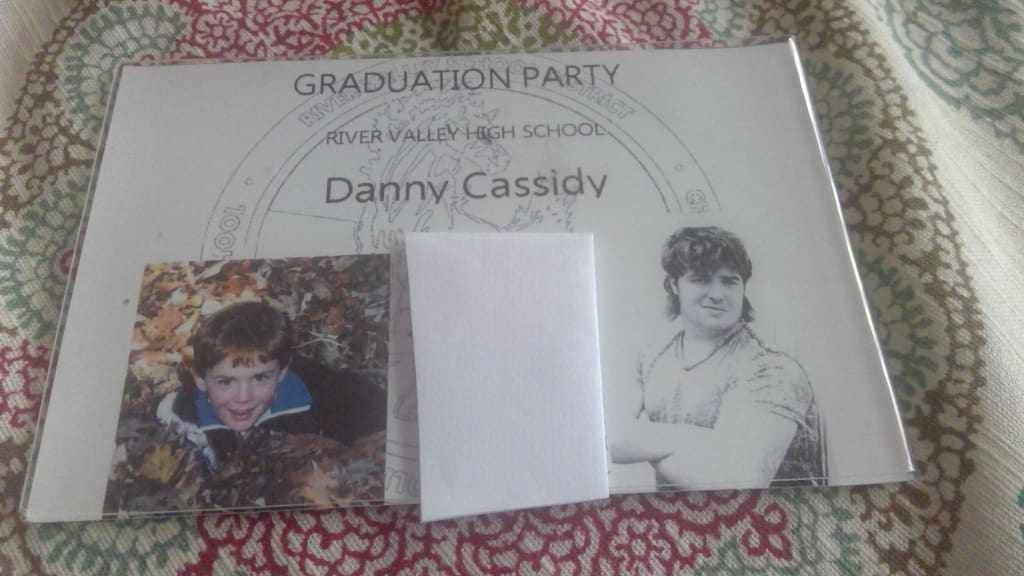 GRADUATION PARTY
RIVER VALLEY HIGH SCHOOL
Danny Cassidy